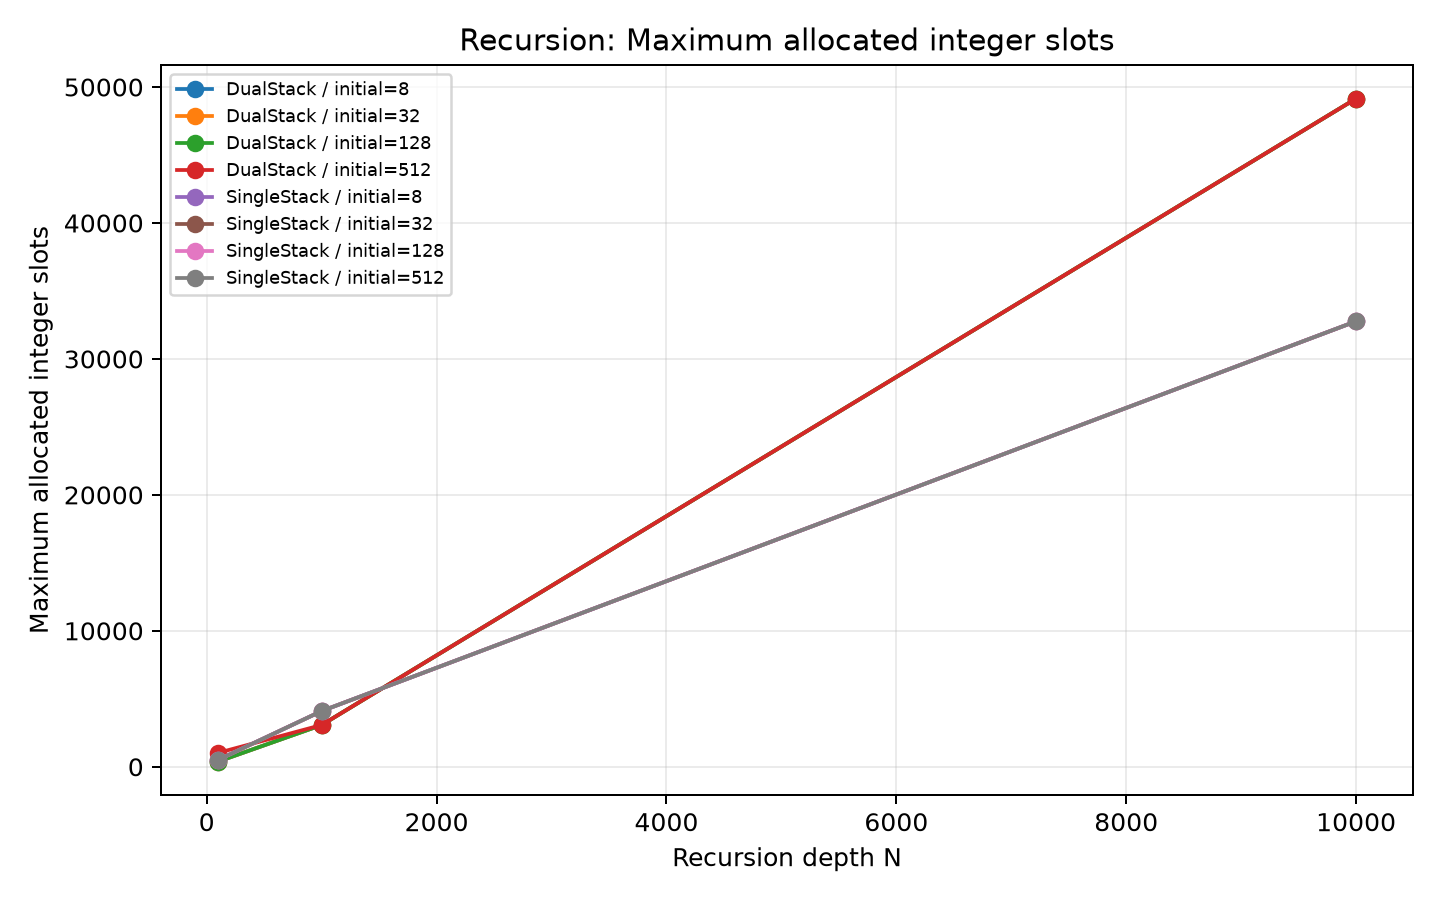 Recursion: Maximum allocated integer slots
50000
40000
30000
20000
10000
0
Maximum allocated integer slots
DualStack / initial=8
DualStack / initial=32
DualStack / initial=128
DualStack / initial=512
SingleStack / initial=8
SingleStack / initial=32
SingleStack / initial=128
SingleStack / initial=512
0 2000 4000 6000 8000 10000
Recursion depth N